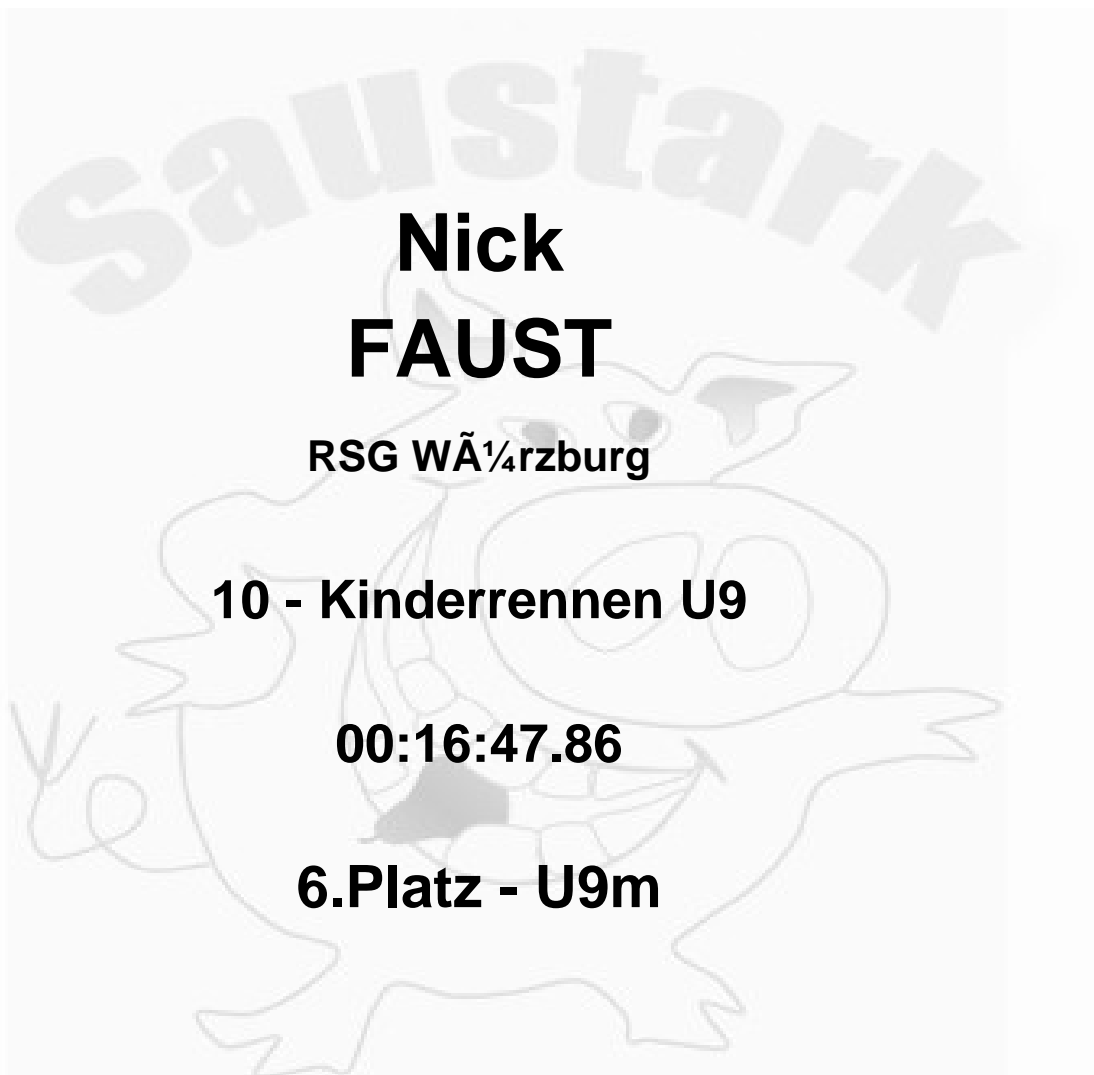 Saustark
Nick
FAUST
RSG WÃ¼rzburg
10 - Kinderrennen U9
00:16:47.86
6.Platz - U9m